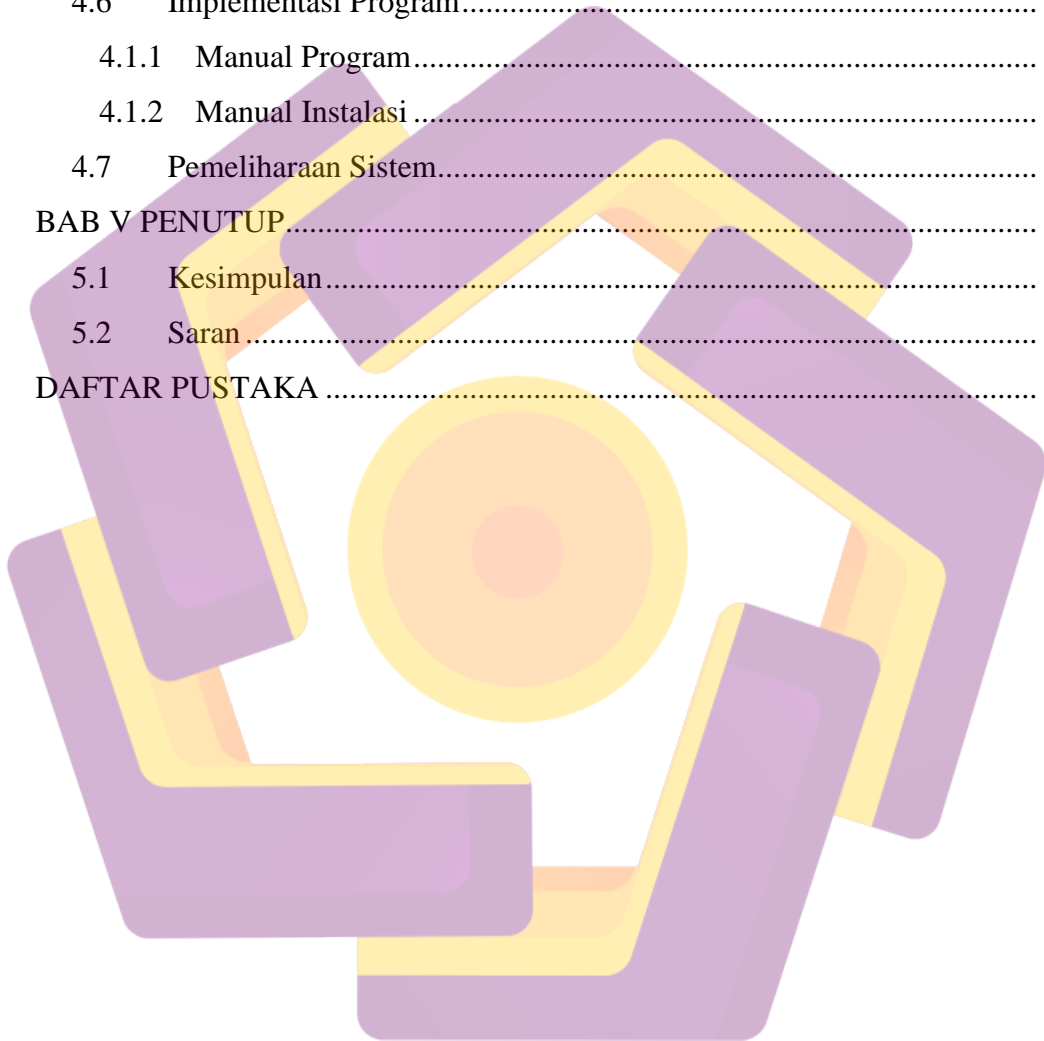 4.6 Implementasi Program.......................................................................
4.1.1 Manual Program.............................................................................
4.1.2 Manual Instalasi.............................................................................
4.7 Pemeliharaan Sistem..........................................................................
BAB V PENUTUP.............................................................................................
5.1 Kesimpulan........................................................................................
5.2 Saran..................................................................................................
DAFTAR PUSTAKA........................................................................................